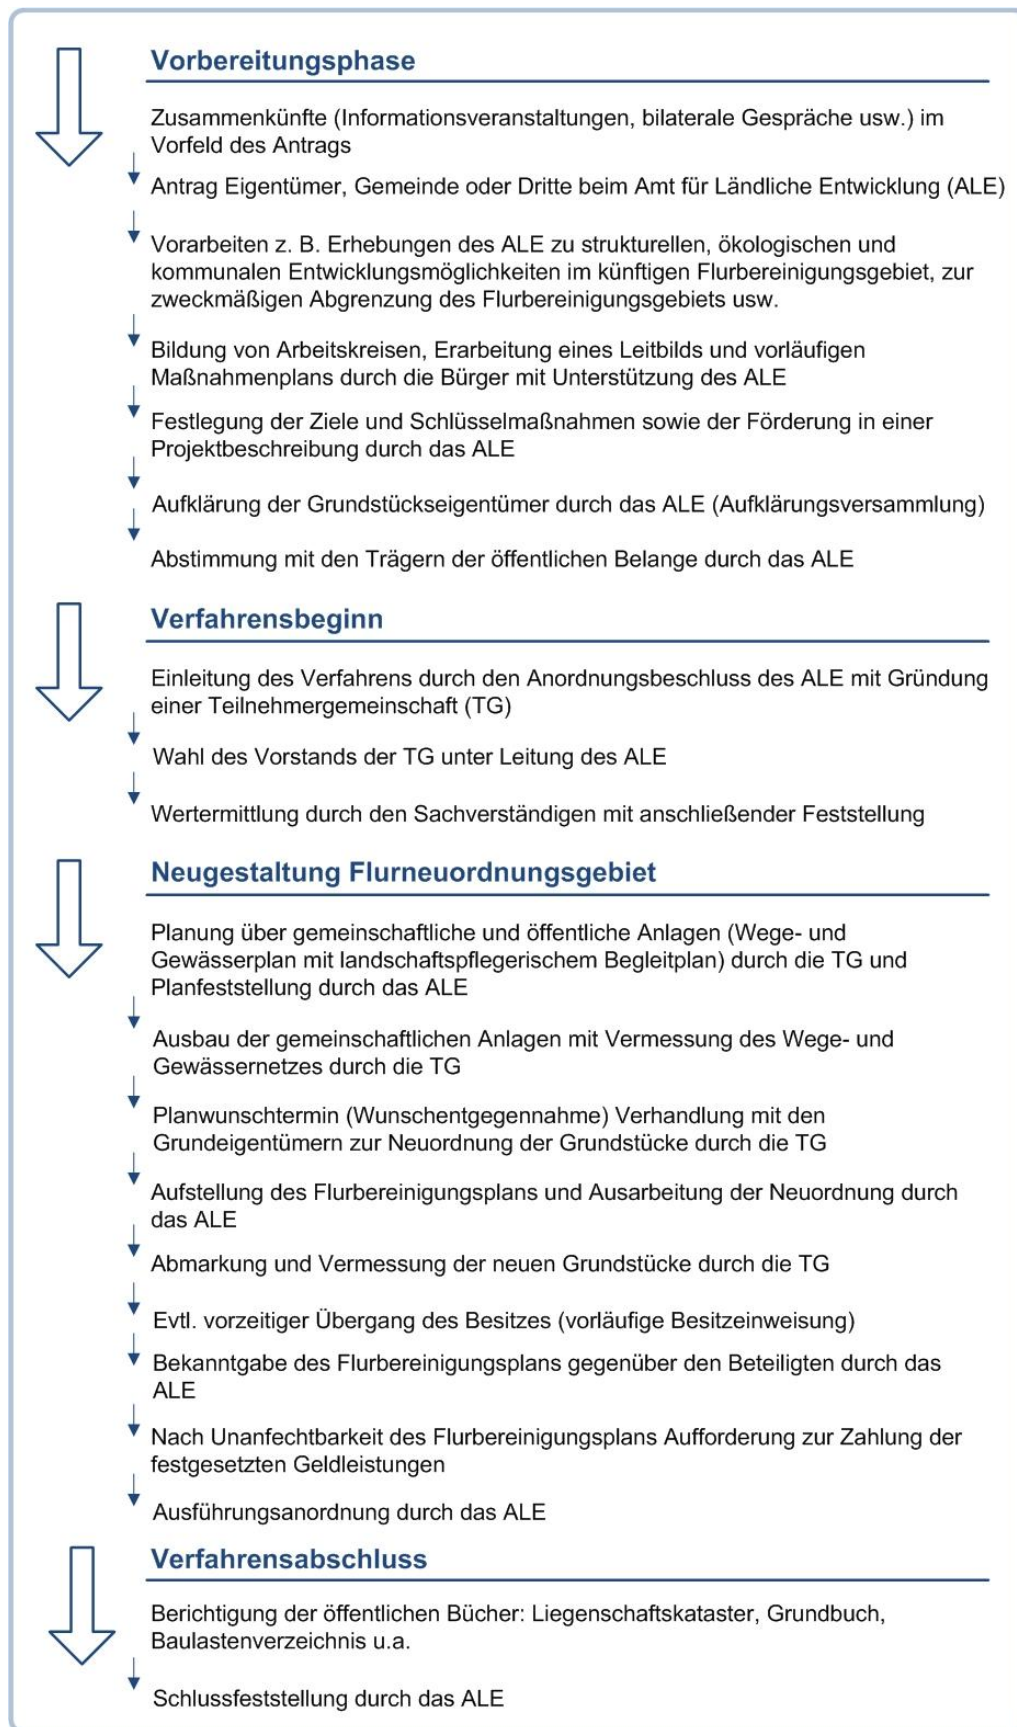 Vorbereitungsphase
Zusammenkünfte (Informationsveranstaltungen, bilaterale Gespräche usw.) im
Vorfeld des Antrags
Antrag Eigentümer, Gemeinde oder Dritte beim Amt für Ländliche Entwicklung (ALE)
Vorarbeiten z. B. Erhebungen des ALE zu strukturellen, ökologischen und
kommunalen Entwicklungsmöglichkeiten im künftigen Flurbereinigungsgebiet, zur
zweckmäßigen Abgrenzung des Flurbereinigungsgebiets usw.
Bildung von Arbeitskreisen, Erarbeitung eines Leitbilds und vorläufigen
Maßnahmenplans durch die Bürger mit Unterstützung des ALE
Festlegung der Ziele und Schlüsselmaßnahmen sowie der Förderung in einer
Projektbeschreibung durch das ALE
Aufklärung der Grundstückseigentümer durch das ALE (Aufklärungsversammlung)
Abstimmung mit den Trägern der öffentlichen Belange durch das ALE
Verfahrensbeginn
Einleitung des Verfahrens durch den Anordnungsbeschluss des ALE mit Gründung
einer Teilnehmergemeinschaft (TG)
Wahl des Vorstands der TG unter Leitung des ALE
Wertermittlung durch den Sachverständigen mit anschließender Feststellung
Neugestaltung Flurneuordnungsgebiet
Planung über gemeinschaftliche und öffentliche Anlagen (Wege- und
Gewässerplan mit landschaftspflegerischem Begleitplan) durch die TG und
Planfeststellung durch das ALE
Ausbau der gemeinschaftlichen Anlagen mit Vermessung des Wege- und
Gewässernetzes durch die TG
Planwunschtermin (Wunschentgegennahme) Verhandlung mit den
Grundeigentümern zur Neuordnung der Grundstücke durch die TG
Aufstellung des Flurbereinigungsplans und Ausarbeitung der Neuordnung durch
das ALE
Abmarkung und Vermessung der neuen Grundstücke durch die TG
Evtl. vorzeitiger Übergang des Besitzes (vorläufige Besitzeinweisung)
Bekanntgabe des Flurbereinigungsplans gegenüber den Beteiligten durch das
ALE
Nach Unanfechtbarkeit des Flurbereinigungsplans Aufforderung zur Zahlung der
festgesetzten Geldleistungen
Ausführungsanordnung durch das ALE
Verfahrensabschluss
Berichtigung der öffentlichen Bücher: Liegenschaftskataster, Grundbuch,
Baulastenverzeichnis u.a.
Schlussfeststellung durch das ALE